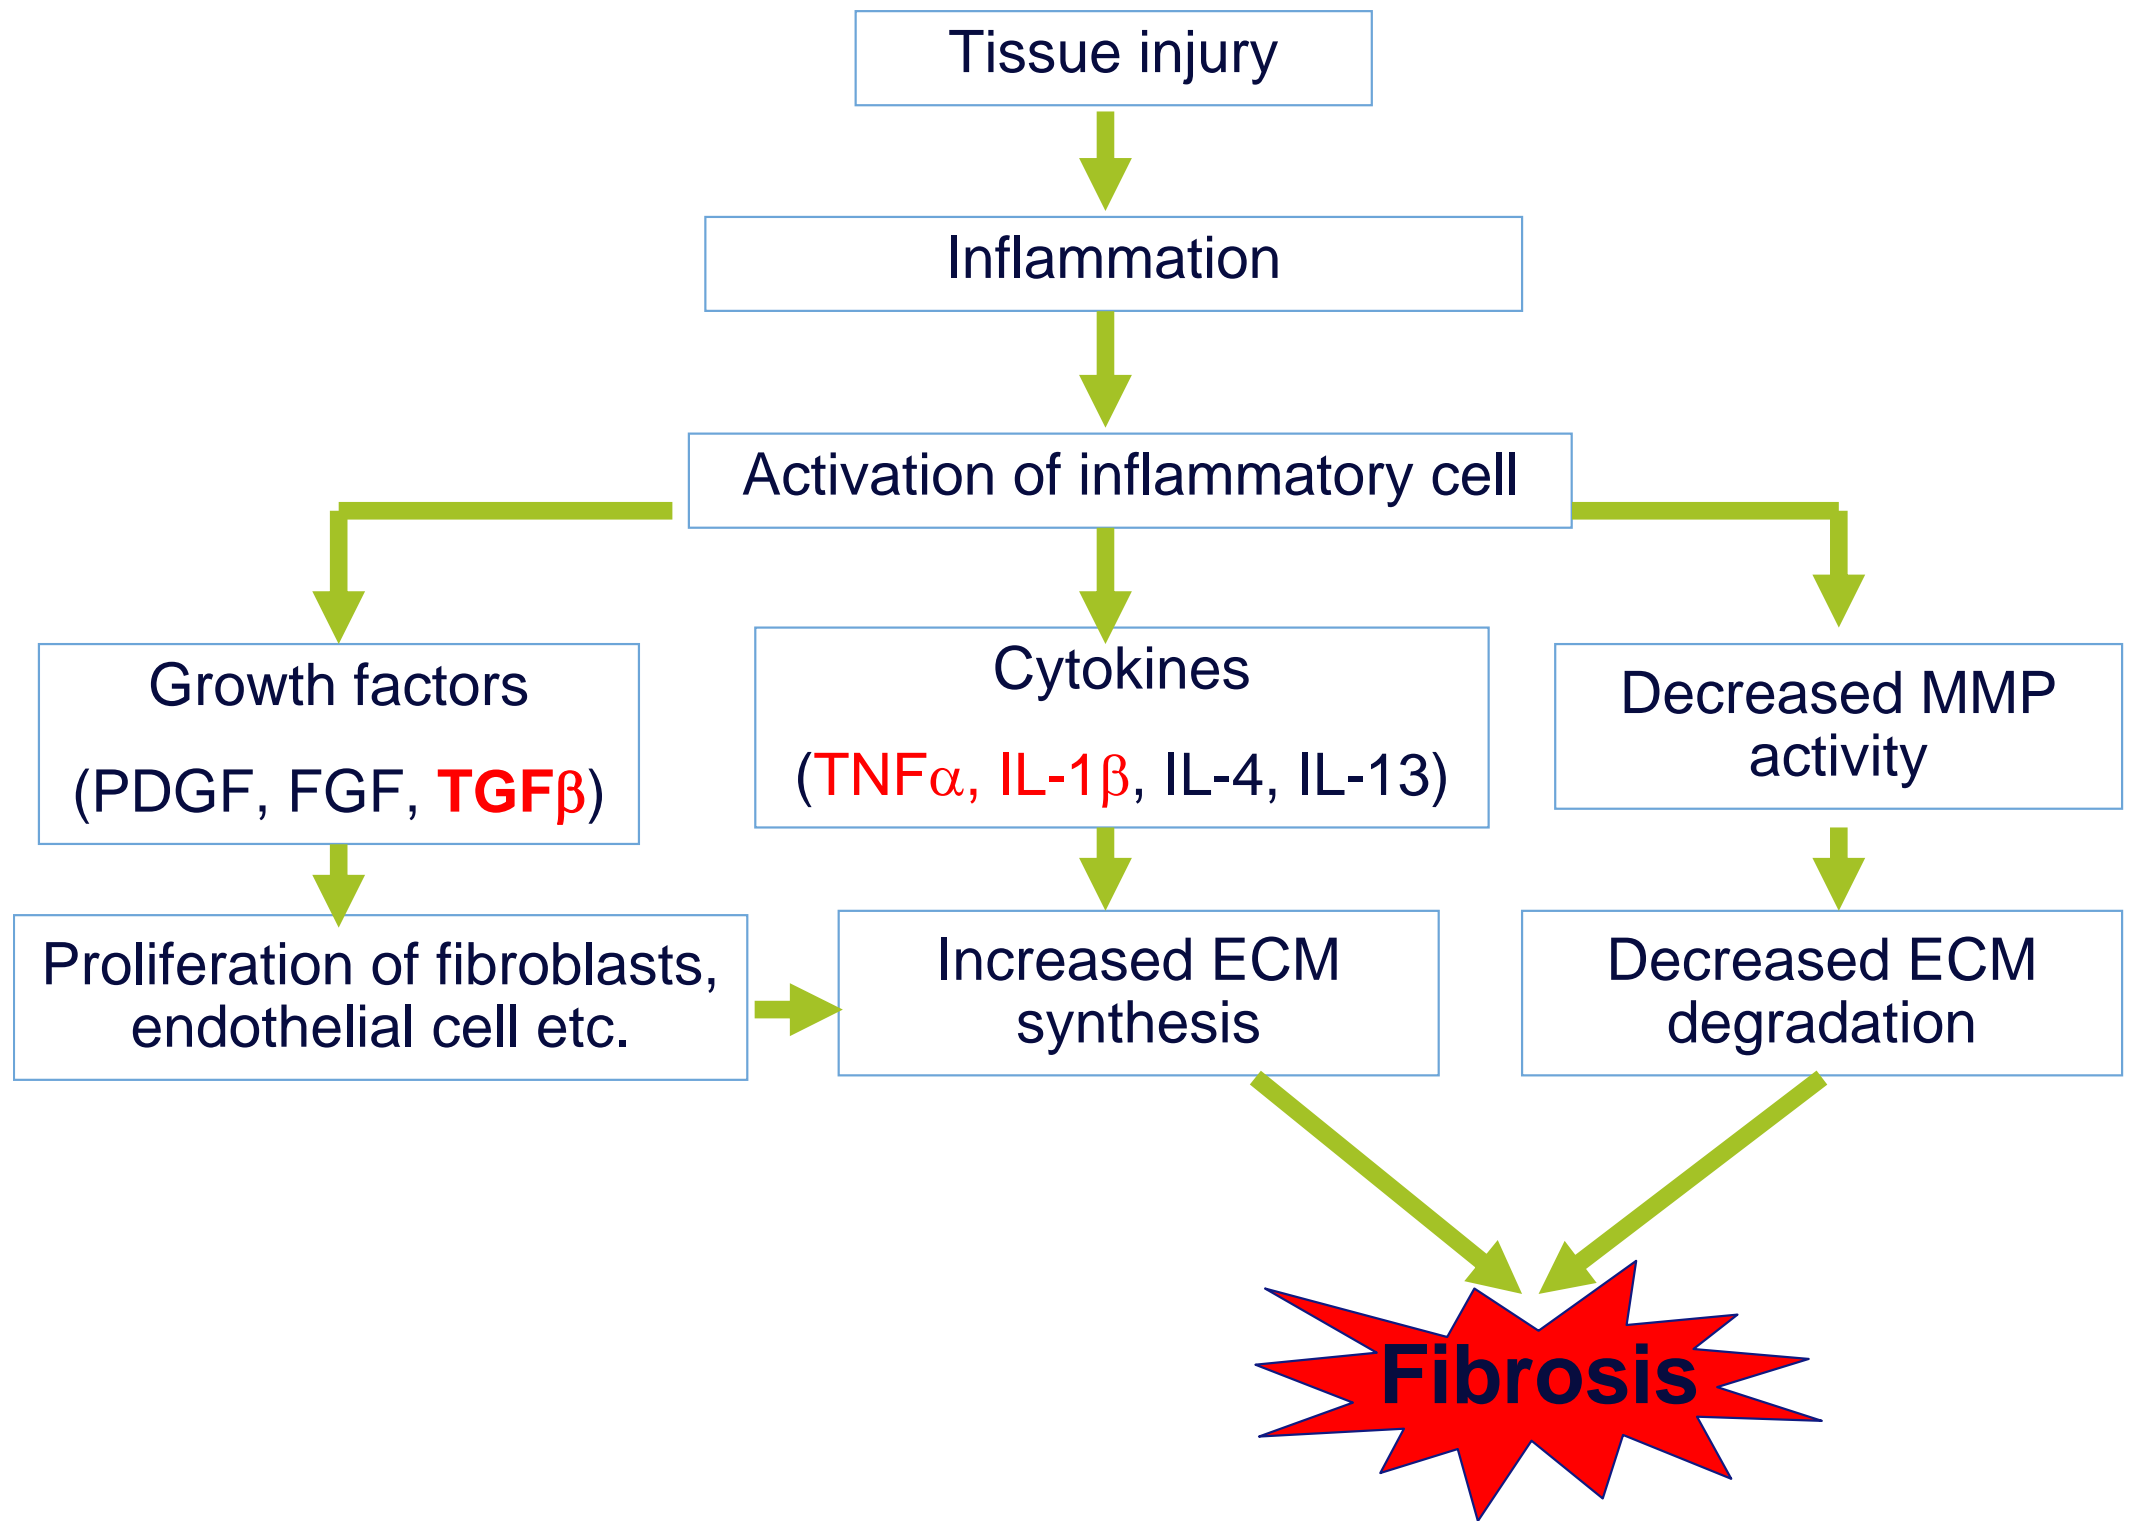 Tissue injury
Inflammation
Activation of inflammatory cell
Growth factors
(PDGF, FGF, TGFβ)
Cytokines
(TNFα, IL-1β, IL-4, IL-13)
Decreased MMP
activity
Proliferation of fibroblasts,
endothelial cell etc.
Increased ECM
synthesis
Decreased ECM
degradation
Fibrosis